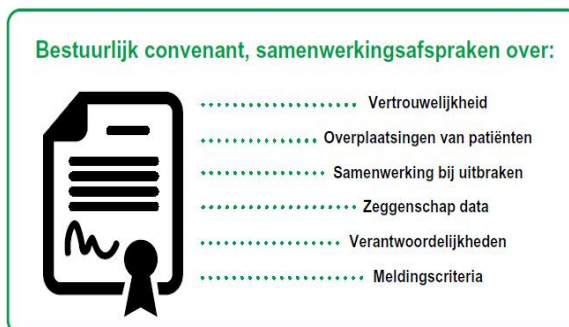 Bestuurlijk convenant, samenwerkingsafspraken over:
Vertrouwelijkheid
Overplaatsingen van patiënten
Samenwerking bij uitbraken
Zeggenschap data
Verantwoordelijkheden
Meldingscriteria